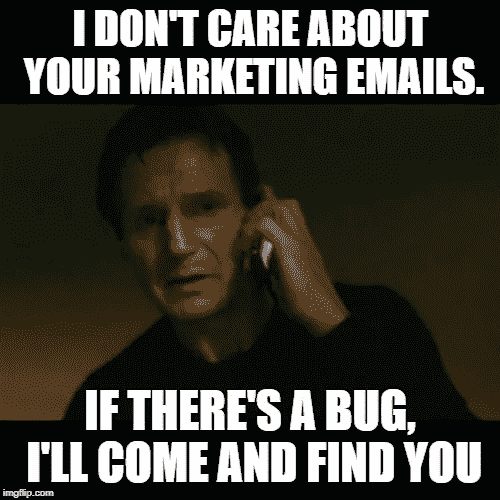 I DON'T CARE ABOUT
YOUR MARKETING EMAILS.
IF THERE'S A BUG,
I'LL COME AND FIND YOU
imgflip.com